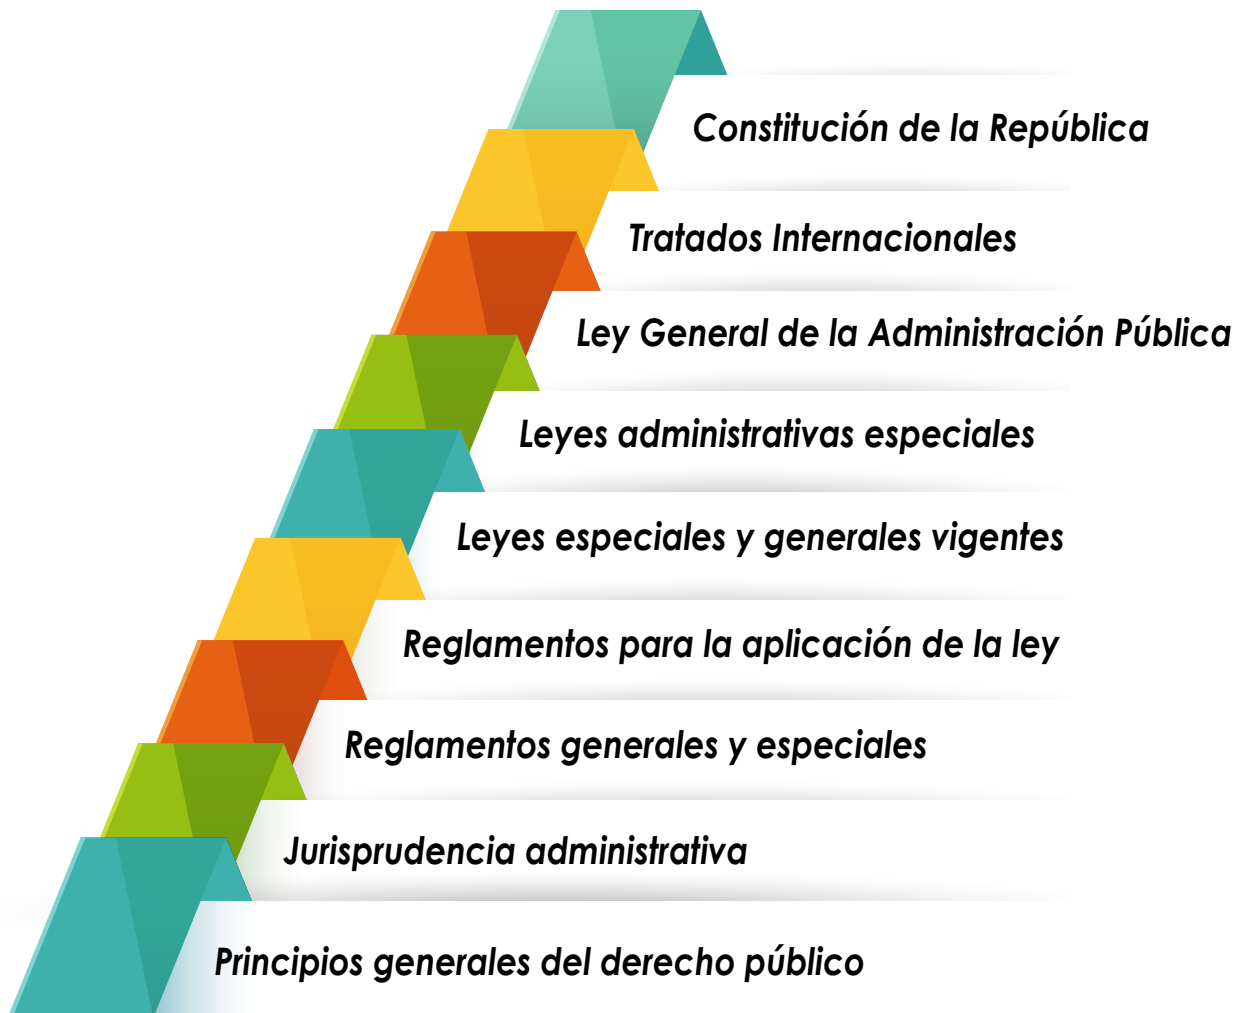 Constitución de la República
Tratados Internacionales
Ley General de la Administración Pública
Leyes administrativas especiales
Leyes especiales y generales vigentes
Reglamentos para la aplicación de la ley
Reglamentos generales y especiales
Jurisprudencia administrativa
Principios generales del derecho público